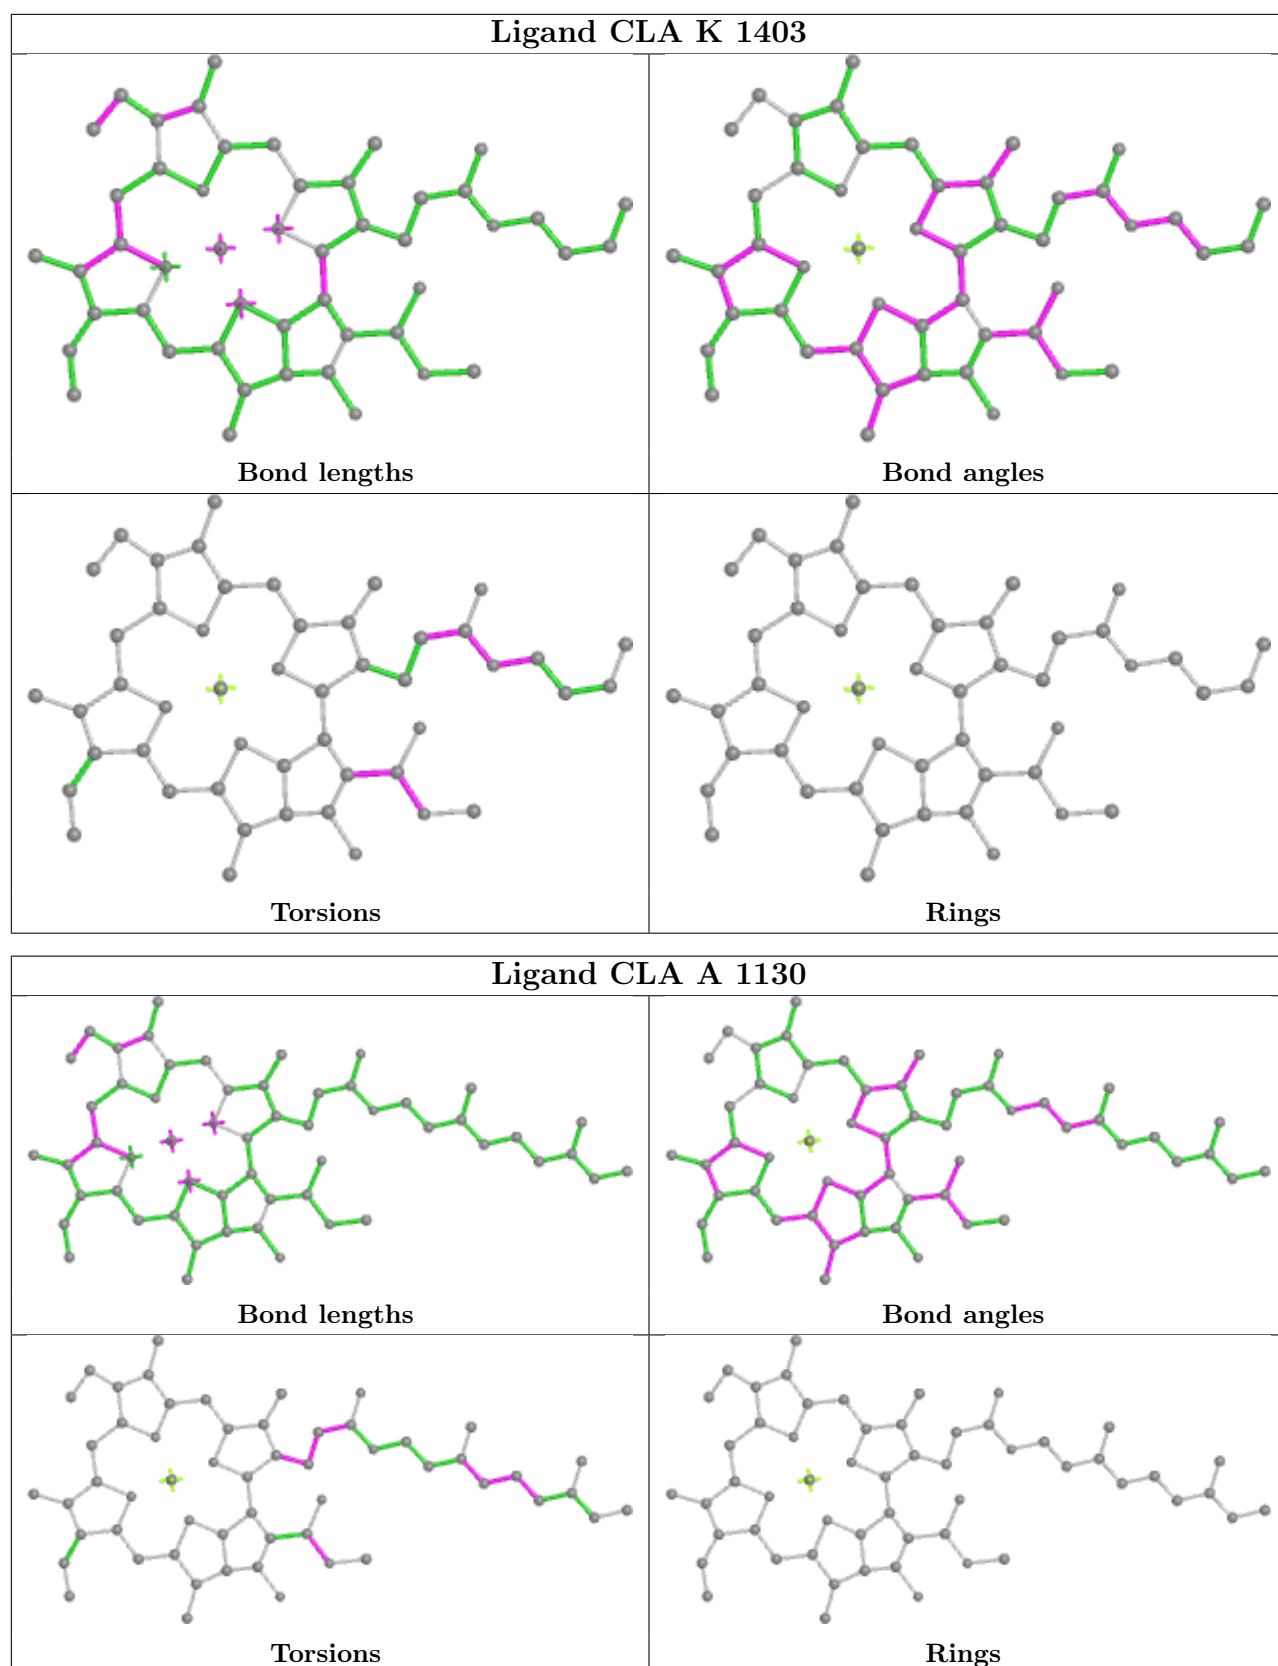 Ligand CLA K 1403
Bond lengths
Bond angles
Torsions
Rings
Ligand CLA A 1130
Bond lengths
Bond angles
Torsions
Rings